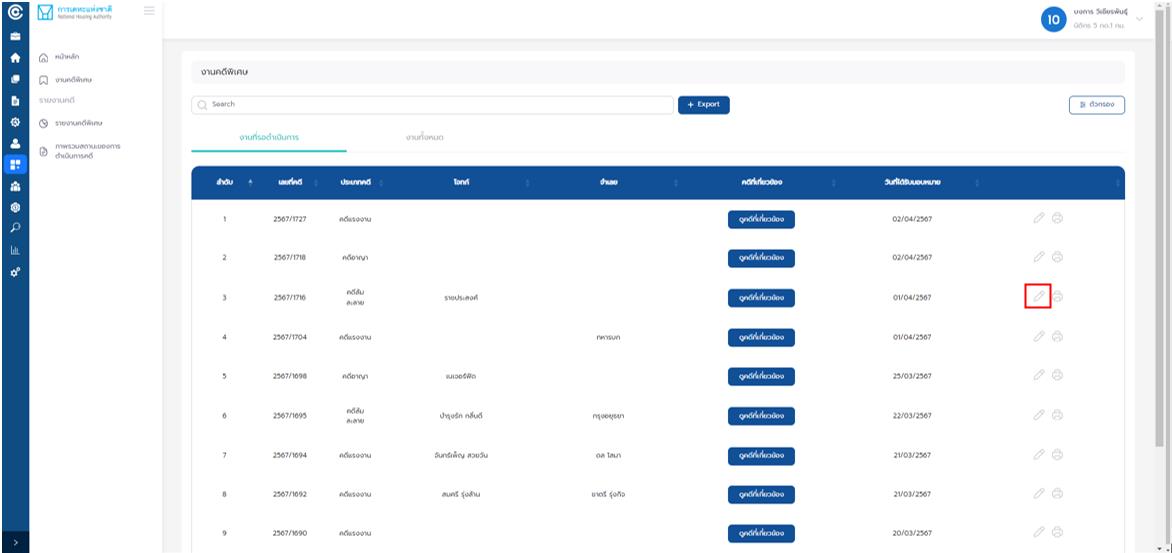 การเคหะแห่งชาติ
National Housing Authority
10
บงการ วิเชียรพันธุ์
นิติกร 5 กด.1 กม.
หน้าหลัก
งานคดีพิเศษ
รายงานคดี
รายงานคดีพิเศษ
ภาพรวมสถานะของการ
ดำเนินการคดี
งานคดีพิเศษ
Search
+ Export
ตัวกรอง
งานที่รอดำเนินการ งานทั้งหมด
ลำดับ เลขที่คดี ประเภทคดี โจทก์ จำเลย คดีที่เกี่ยวข้อง วันที่ได้รับมอบหมาย
1 2567/1727 คดีแรงงาน ดูคดีที่เกี่ยวข้อง 02/04/2567
2 2567/1718 คดีอาญา ดูคดีที่เกี่ยวข้อง 02/04/2567
3 2567/1716 คดีล้ม
ละลาย รายประสงค์ ดูคดีที่เกี่ยวข้อง 01/04/2567
4 2567/1704 คดีแรงงาน ทหารบก ดูคดีที่เกี่ยวข้อง 01/04/2567
5 2567/1698 คดีอาญา เบเจอร์ฟิต ดูคดีที่เกี่ยวข้อง 25/03/2567
6 2567/1695 คดีล้ม
ละลาย บำรุงรัก กลิ่นดี กรุงอยุธยา ดูคดีที่เกี่ยวข้อง 22/03/2567
7 2567/1694 คดีแรงงาน จันทร์เพ็ญ สวยวัน ดล โสมา ดูคดีที่เกี่ยวข้อง 21/03/2567
8 2567/1692 คดีแรงงาน สมศรี รุ่งล้าน ชาตรี รุ่งกิจ ดูคดีที่เกี่ยวข้อง 21/03/2567
9 2567/1690 คดีแรงงาน ดูคดีที่เกี่ยวข้อง 20/03/2567